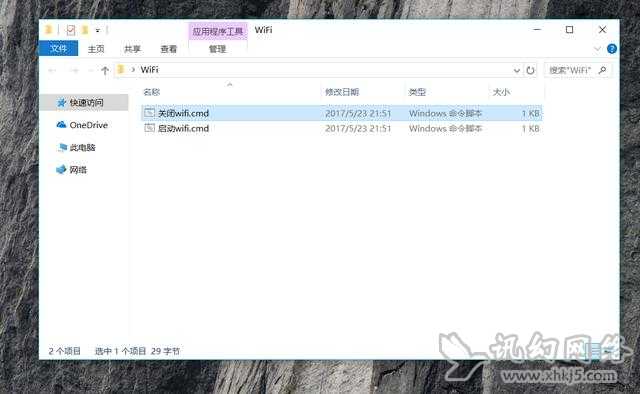 应用程序工具 WiFi
文件 主页 共享 查看 管理
WiFi 搜索"WiFi"
名称 修改日期 类型 大小
快速访问
OneDrive
此电脑
网络
关闭wifi.cmd 2017/5/23 21:51 Windows 命令脚本 1 KB
启动wifi.cmd 2017/5/23 21:51 Windows 命令脚本 1 KB
2 个项目 选中 1 个项目 29 字节
讯幻网络
www.xhkj5.com